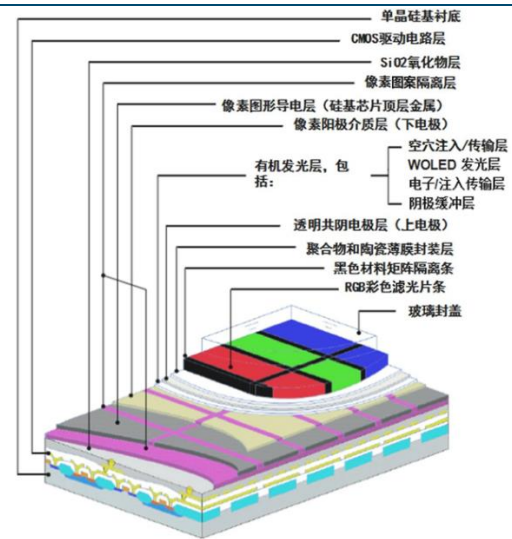 单晶硅基衬底
CMOS驱动电路层
SiO2氧化物层
像素图案隔离层
像素图形导电层（硅基芯片顶层金属）
像素阳极介质层（下电极）
有机发光层，包
括：
空穴注入/传输层
WOLED 发光层
电子/注入传输层
阴极缓冲层
透明共阴电极层（上电极）
聚合物和陶瓷薄膜封装层
黑色材料矩阵隔离条
RGB彩色滤光片条
玻璃封盖